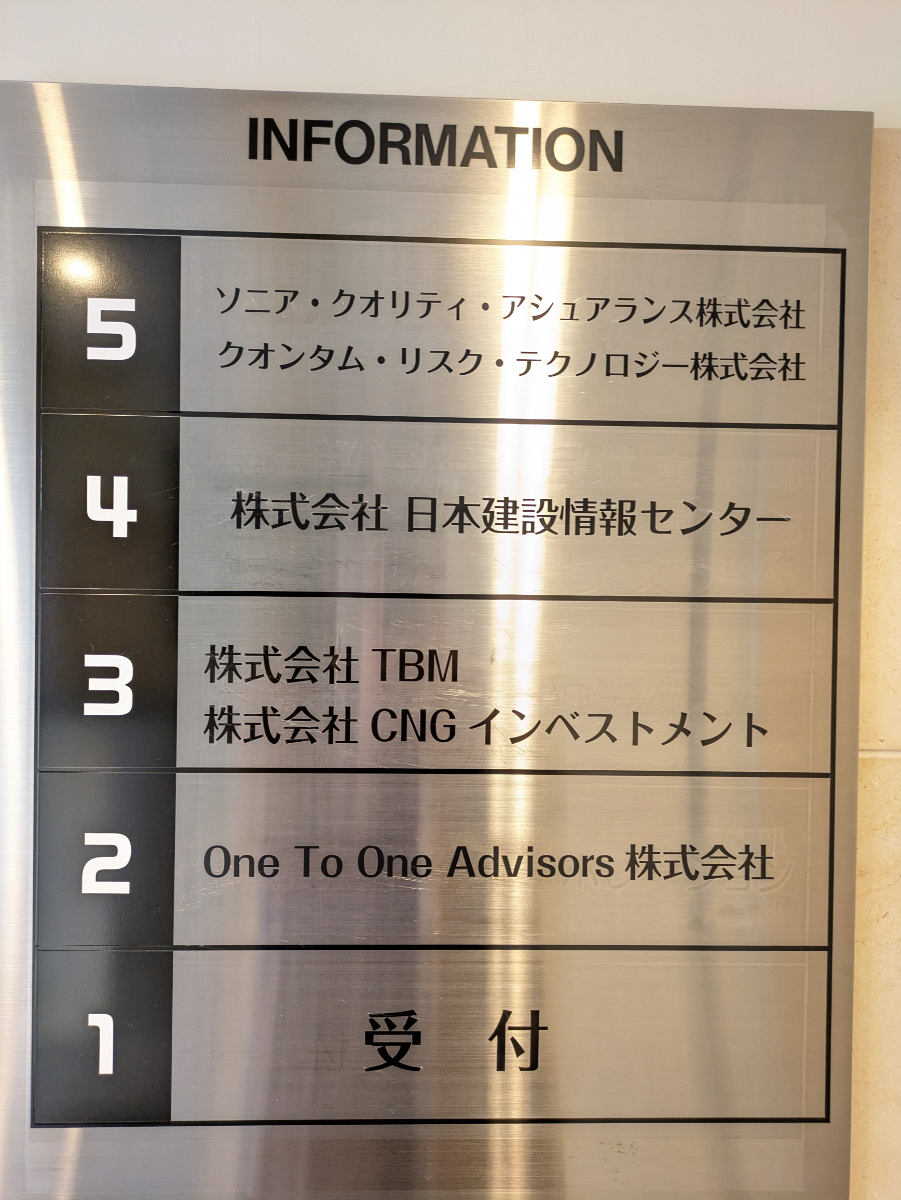 INFORMATION
5
ソニア・クオリティ・アシュアランス株式会社
クオンタム・リスク・テクノロジー株式会社
4
株式会社 日本建設情報センター
3
株式会社 TBM
株式会社 CNG インベストメント
2
One To One Advisors 株式会社
1
受 付